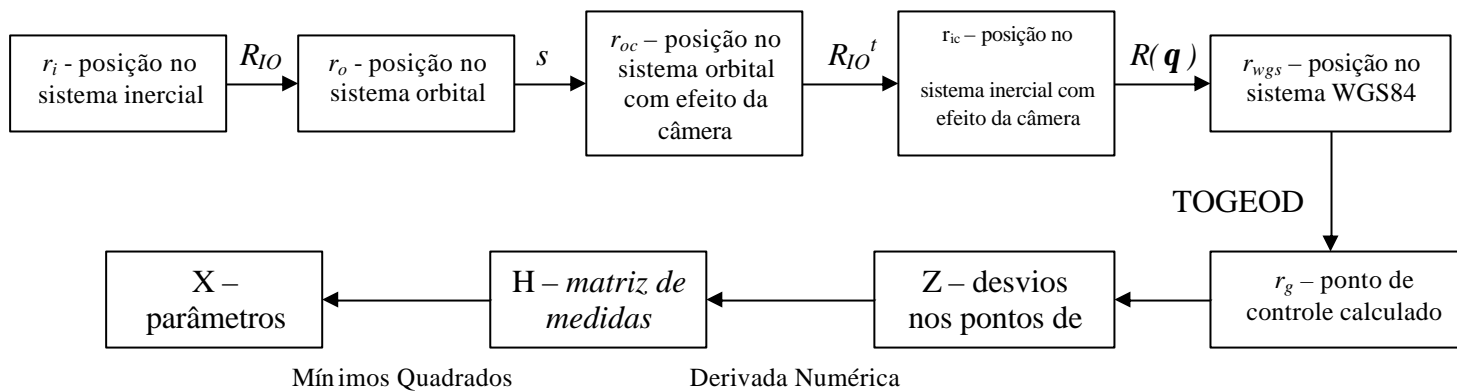 r_i - posição no
sistema inercial
R_IO
r_o - posição no
sistema orbital
s
r_oc – posição no
sistema orbital
com efeito da
câmera
R_IO^t
r_ic – posição no
sistema inercial com
efeito da câmera
R(q)
r_wgs – posição no
sistema WGS84
TOGEOD
r_g – ponto de
controle calculado
Z – desvios
nos pontos de
H – matriz de
medidas
X –
parâmetros
Mínimos Quadrados
Derivada Numérica